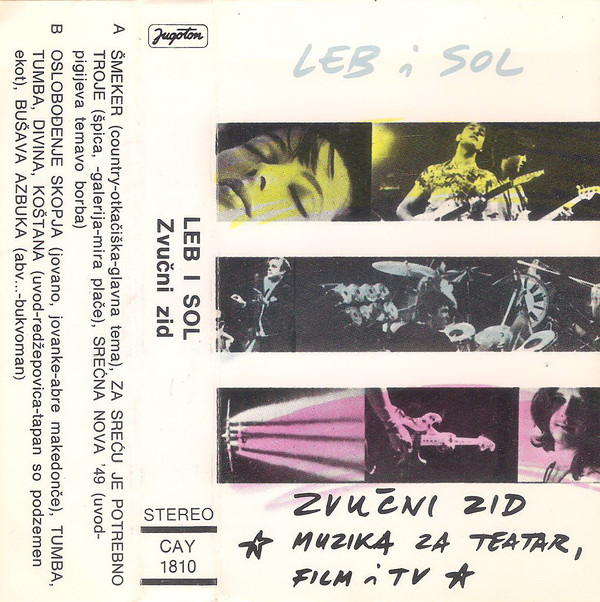 A ŠMEKER (country-otkačiška-glavna tema), ZA SREĆU JE POTREBNO
TROJE (špica, -galerija-mira plače), SREĆNA NOVA '49 (uvod-
pigijeva temavo borba)
B OSLOBOĐENJE SKOPJA (jovano, jovanke-abre makedonče), TUMBA,
TUMBA, DIVINA, KOŠTANA (uvod-redžepovica-tapan so podzemen
ekot), BUŠAVA AZBUKA (abv...-bukvoman)
Jugoton
LEB I SOL
Zvučni zid
STEREO
CAY
1810
LEB i SOL
ZVUČNI ZID
MUZIKA ZA TEATAR,
FILM i TV